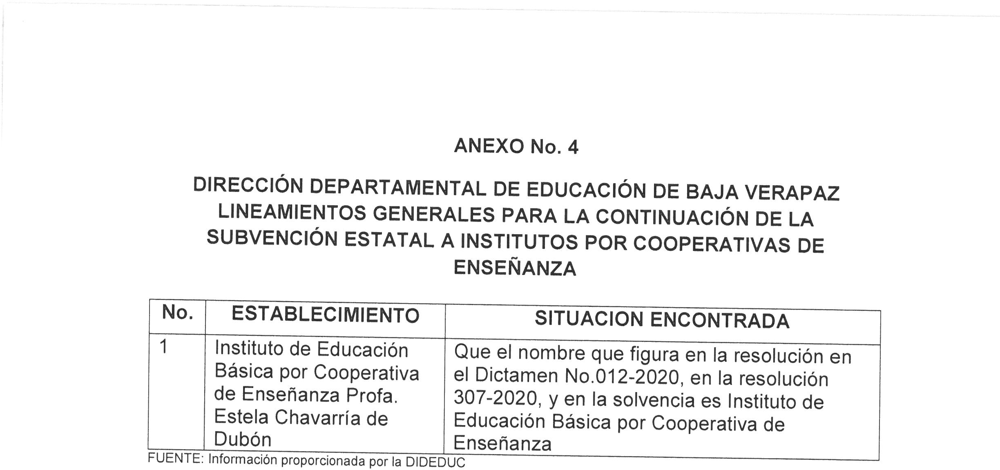 ANEXO No. 4
DIRECCIÓN DEPARTAMENTAL DE EDUCACIÓN DE BAJA VERAPAZ
LINEAMIENTOS GENERALES PARA LA CONTINUACIÓN DE LA
SUBVENCIÓN ESTATAL A INSTITUTOS POR COOPERATIVAS DE
ENSEÑANZA
No. ESTABLECIMIENTO SITUACION ENCONTRADA
1
Instituto de Educación
Básica por Cooperativa
de Enseñanza Profa.
Estela Chavarría de
Dubón
Que el nombre que figura en la resolución en
el Dictamen No.012-2020, en la resolución
307-2020, y en la solvencia es Instituto de
Educación Básica por Cooperativa de
Enseñanza
FUENTE: Información proporcionada por la DIDEDUC